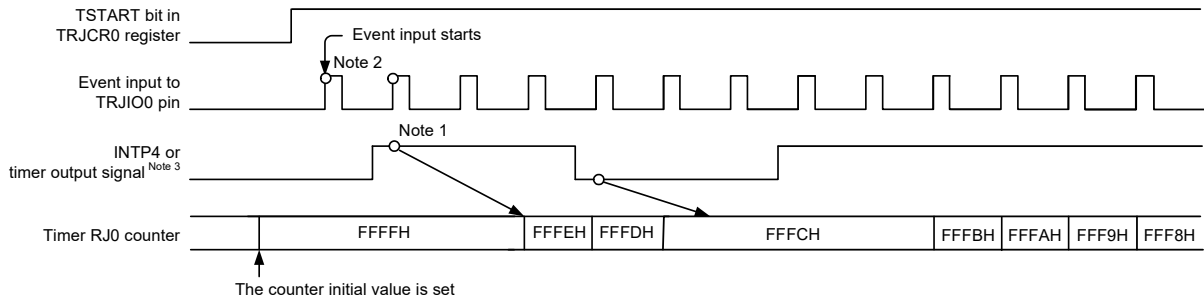 TSTART bit in
TRJCR0 register
Event input starts
Note 2
Event input to
TRJIO0 pin
Note 1
INTP4 or
timer output signal Note 3
Timer RJ0 counter
FFFFH
FFFEH
FFFDH
FFFCH
FFFBH
FFFAH
FFF9H
FFF8H
The counter initial value is set